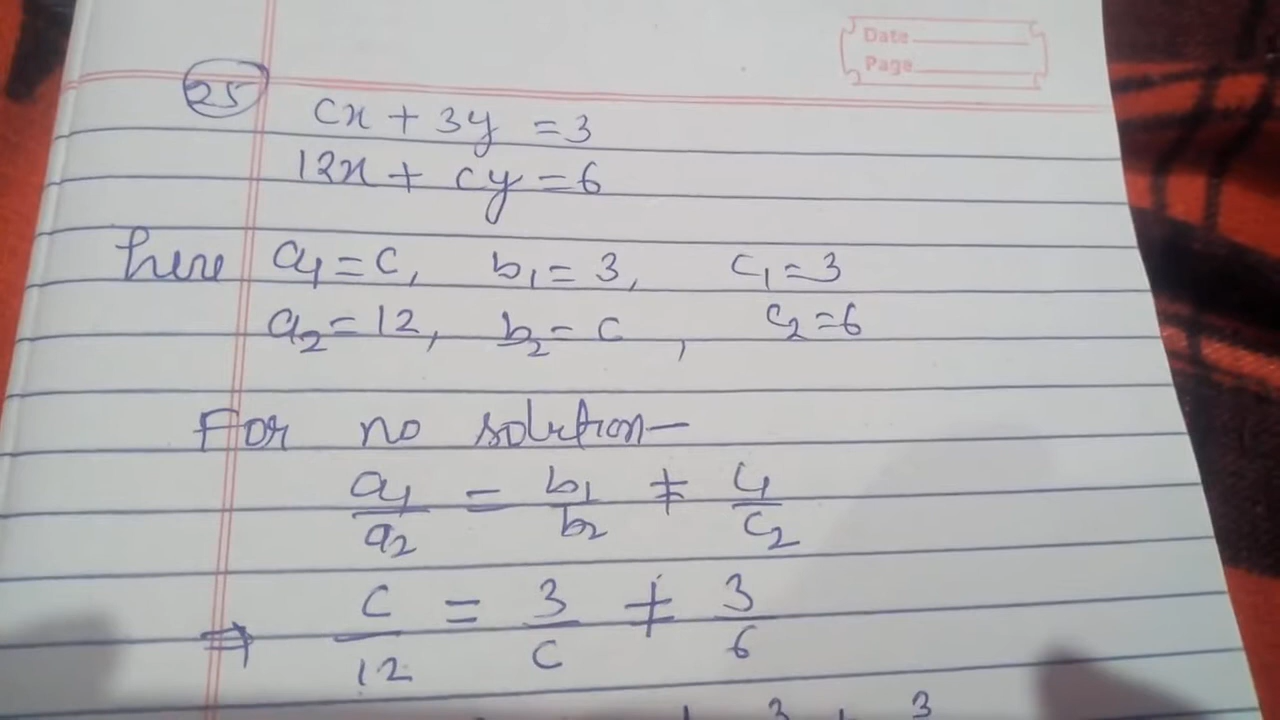 Date
Page
25
cx + 3y = 3
12x + cy = 6
here a₁ = c, b₁ = 3, c₁ = 3
a₂ = 12, b₂ = c, c₂ = 6
For no solution-
a₁/a₂ = b₁/b₂ ≠ c₁/c₂
⇒ c/12 = 3/c ≠ 3/6